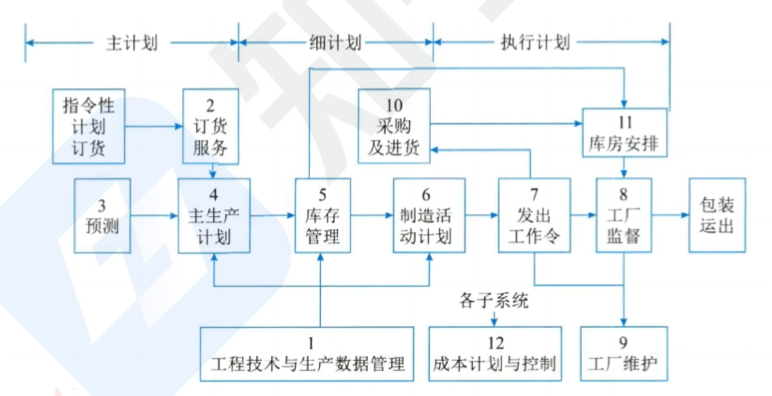 主计划
细计划
执行计划
指令性
计划
订货
2
订货
服务
10
采购
及进货
11
库房安排
3
预测
4
主生产
计划
5
库存
管理
6
制造活
动计划
7
发出
工作令
8
工厂
监督
包装
运出
各子系统
1
工程技术与生产数据管理
12
成本计划与控制
9
工厂维护